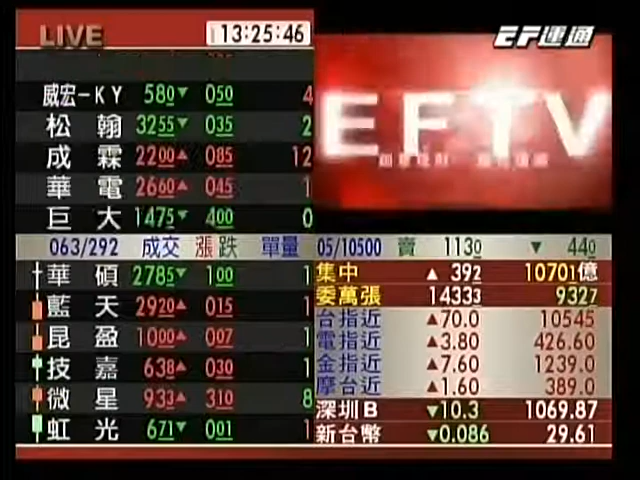 LIVE 13:25:46
EF運通
威宏-KY 580▼ 050 4
松翰 3255▼ 035 2
成霖 2200▲ 085 12
華電 2660▲ 045 1
巨大 1475▼ 400 0
EFTV
063/292 成交 漲跌 單量
05/10500 賣 1130 ▼ 440
華碩 2785▼ 100 1
藍天 2920▲ 015 1
昆盈 1000▲ 007 1
技嘉 638▲ 030 1
微星 933▲ 310 8
虹光 671▼ 001 1
集中 ▲ 392 10701億
委萬張 14333 9327
台指近 ▲70.0 10545
電指近 ▲3.80 426.60
金指近 ▲7.60 1239.0
摩台近 ▲1.60 389.0
深圳B ▼10.3 1069.87
新台幣 ▼0.086 29.61